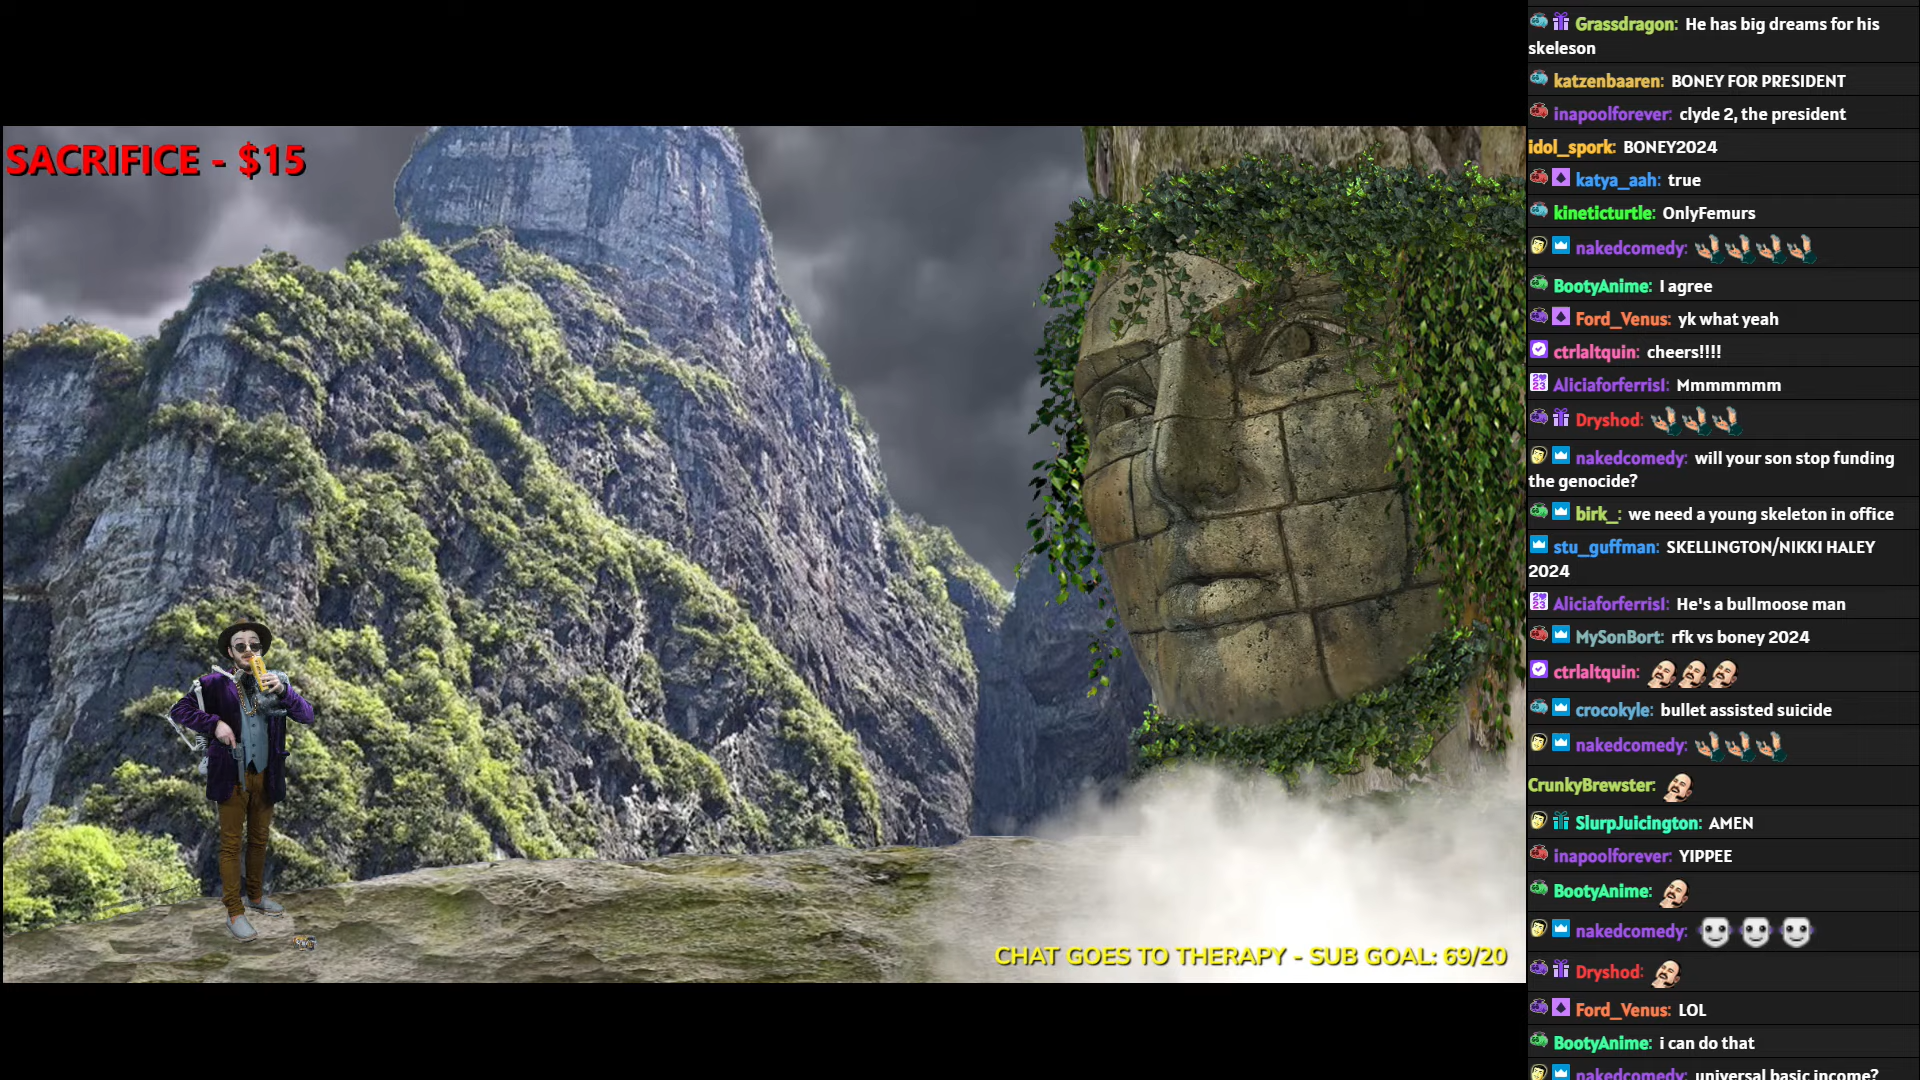 SACRIFICE - $15
CHAT GOES TO THERAPY - SUB GOAL: 69/20
Grassdragon: He has big dreams for his
skeleson
katzenbaaren: BONEY FOR PRESIDENT
inapoolforever: clyde 2, the president
idol_spork: BONEY2024
katya_aah: true
kineticturtle: OnlyFemurs
nakedcomedy:
BootyAnime: I agree
Ford_Venus: yk what yeah
ctrlaltquin: cheers!!!!
Aliciaforferrisl: Mmmmmmm
Dryshod:
nakedcomedy: will your son stop funding
the genocide?
birk_: we need a young skeleton in office
stu_guffman: SKELLINGTON/NIKKI HALEY
2024
Aliciaforferrisl: He's a bullmoose man
MySonBort: rfk vs boney 2024
ctrlaltquin:
crocokyle: bullet assisted suicide
nakedcomedy:
CrunkyBrewster:
SlurpJuicington: AMEN
inapoolforever: YIPPEE
BootyAnime:
nakedcomedy:
Dryshod:
Ford_Venus: LOL
BootyAnime: i can do that
nakedcomedy: universal basic income?